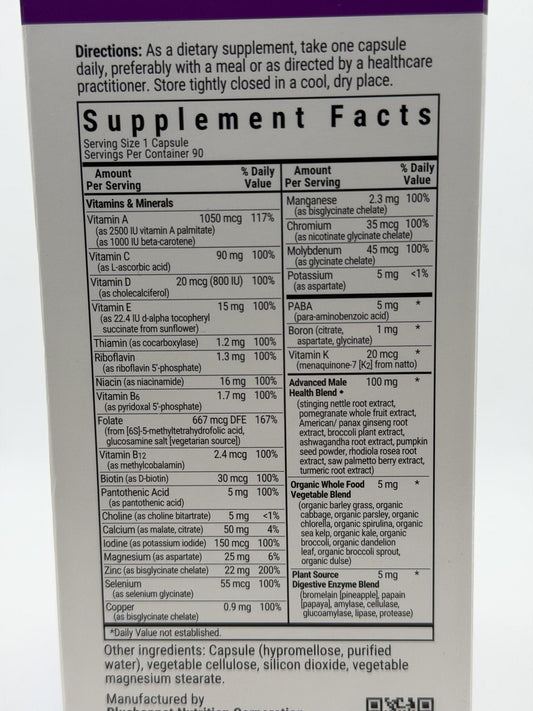 Directions: As a dietary supplement, take one capsule
daily, preferably with a meal or as directed by a healthcare
practitioner. Store tightly closed in a cool, dry place.
Supplement Facts
Serving Size 1 Capsule
Servings Per Container 90
Amount Per Serving % Daily Value
Vitamins & Minerals
Vitamin A 1050 mcg 117%
(as 2500 IU vitamin A palmitate)
(as 1000 IU beta-carotene)
Vitamin C 90 mg 100%
(as L-ascorbic acid)
Vitamin D 20 mcg (800 IU) 100%
(as cholecalciferol)
Vitamin E 15 mg 100%
(as 22.4 IU d-alpha tocopheryl
succinate from sunflower)
Thiamin (as cocarboxylase) 1.2 mg 100%
Riboflavin 1.3 mg 100%
(as riboflavin 5'-phosphate)
Niacin (as niacinamide) 16 mg 100%
Vitamin B6 1.7 mg 100%
(as pyridoxal 5'-phosphate)
Folate 667 mcg DFE 167%
(from [6S]-5-methyltetrahydrofolic acid,
glucosamine salt [vegetarian source])
Vitamin B12 2.4 mcg 100%
(as methylcobalamin)
Biotin (as D-biotin) 30 mcg 100%
Pantothenic Acid 5 mg 100%
(as pantothenic acid)
Choline (as choline bitartrate) 5 mg <1%
Calcium (as malate, citrate) 50 mg 4%
Iodine (as potassium iodide) 150 mcg 100%
Magnesium (as aspartate) 25 mg 6%
Zinc (as bisglycinate chelate) 22 mg 200%
Selenium 55 mcg 100%
(as selenium glycinate)
Copper 0.9 mg 100%
(as bisglycinate chelate)
Amount Per Serving % Daily Value
Manganese 2.3 mg 100%
(as bisglycinate chelate)
Chromium 35 mcg 100%
(as nicotinate glycinate chelate)
Molybdenum 45 mcg 100%
(as glycinate chelate)
Potassium 5 mg <1%
(as aspartate)
PABA 5 mg *
(para-aminobenzoic acid)
Boron (citrate, 1 mg *
aspartate, glycinate)
Vitamin K 20 mcg *
(menaquinone-7 [K2] from natto)
Advanced Male 100 mg *
Health Blend +
(stinging nettle root extract,
pomegranate whole fruit extract,
American/ panax ginseng root
extract, broccoli plant extract,
ashwagandha root extract, pumpkin
seed powder, rhodiola rosea root
extract, saw palmetto berry extract,
turmeric root extract)
Organic Whole Food 5 mg *
Vegetable Blend
(organic barley grass, organic
cabbage, organic parsley, organic
chlorella, organic spirulina, organic
sea kelp, organic kale, organic
broccoli, organic dandelion
leaf, organic broccoli sprout,
organic dulse)
Plant Source 5 mg *
Digestive Enzyme Blend
(bromelain [pineapple], papain
[papaya], amylase, cellulase,
glucoamylase, lipase, protease)
*Daily Value not established.
Other ingredients: Capsule (hypromellose, purified
water), vegetable cellulose, silicon dioxide, vegetable
magnesium stearate.
Manufactured by
Bluebonnet Nutrition Corporation